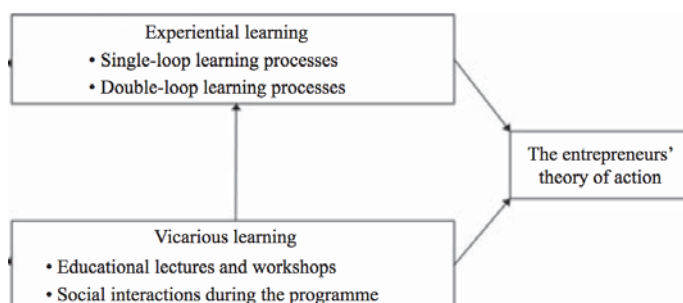 Experiential learning
• Single-loop learning processes
• Double-loop learning processes
The entrepreneurs’
theory of action
Vicarious learning
• Educational lectures and workshops
• Social interactions during the programme